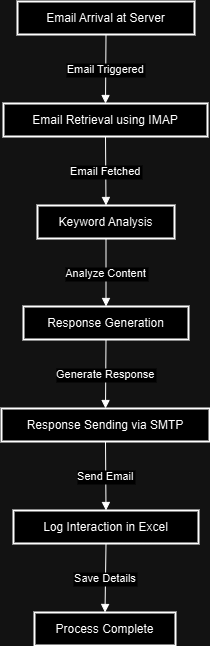 Email Arrival at Server
Email Triggered
Email Retrieval using IMAP
Email Fetched
Keyword Analysis
Analyze Content
Response Generation
Generate Response
Response Sending via SMTP
Send Email
Log Interaction in Excel
Save Details
Process Complete